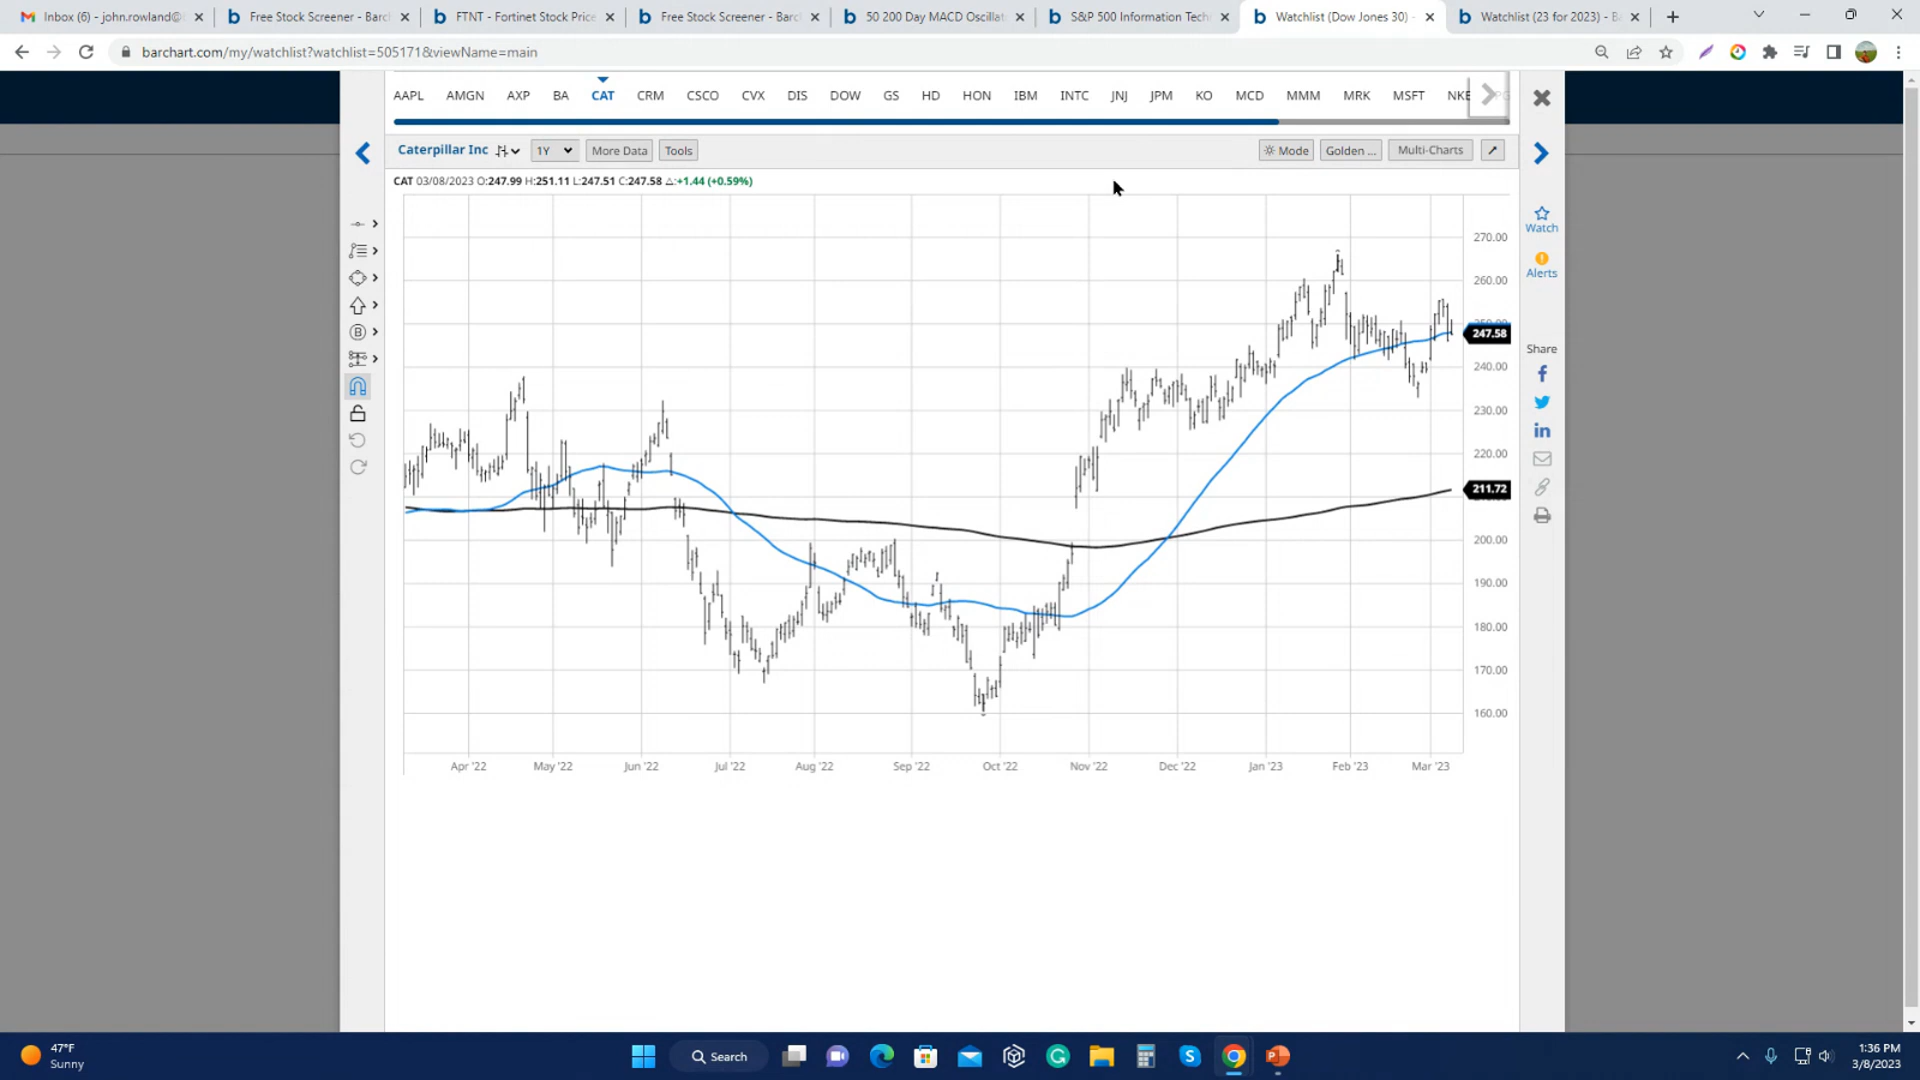 Inbox (6) - john.rowland@
Free Stock Screener - Barc
FTNT - Fortinet Stock Price
Free Stock Screener - Barc
50 200 Day MACD Oscillat
S&P 500 Information Tech
Watchlist (Dow Jones 30) -
Watchlist (23 for 2023) - B
barchart.com/my/watchlist?watchlist=505171&viewName=main
AAPL AMGN AXP BA CAT CRM CSCO CVX DIS DOW GS HD HON IBM INTC JNJ JPM KO MCD MMM MRK MSFT NKE
Caterpillar Inc 1Y More Data Tools Mode Golden ... Multi-Charts
CAT 03/08/2023 O:247.99 H:251.11 L:247.51 C:247.58 Δ:+1.44 (+0.59%)
Watch
Alerts
Share
270.00
260.00
247.58
240.00
230.00
220.00
211.72
200.00
190.00
180.00
170.00
160.00
Apr '22 May '22 Jun '22 Jul '22 Aug '22 Sep '22 Oct '22 Nov '22 Dec '22 Jan '23 Feb '23 Mar '23
47°F
Sunny
Search
1:36 PM
3/8/2023